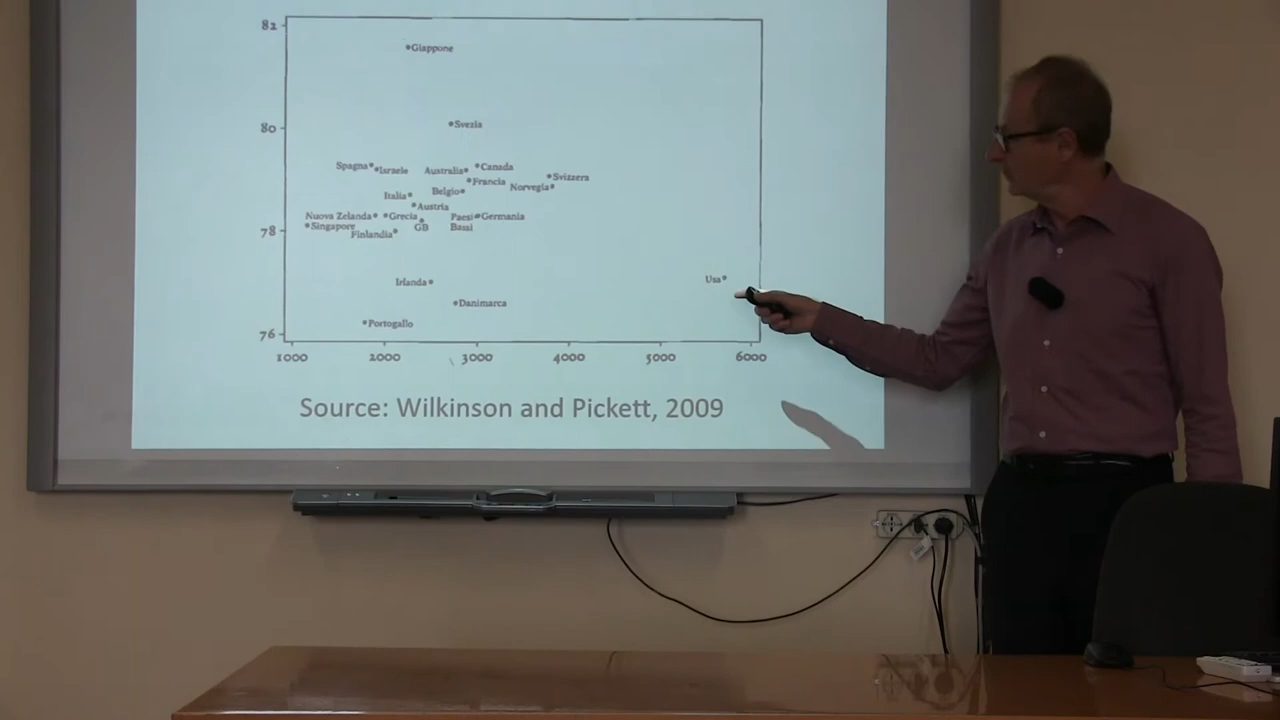 81
Giappone
80
Svezia
Spagna Israele Australia Canada
Francia Svizzera
Belgio Norvegia
Italia
Austria
Nuova Zelanda Grecia Paesi Bassi Germania
Singapore GB
78
Finlandia
Irlanda Usa
Danimarca
Portogallo
76
1000 2000 3000 4000 5000 6000
Source: Wilkinson and Pickett, 2009